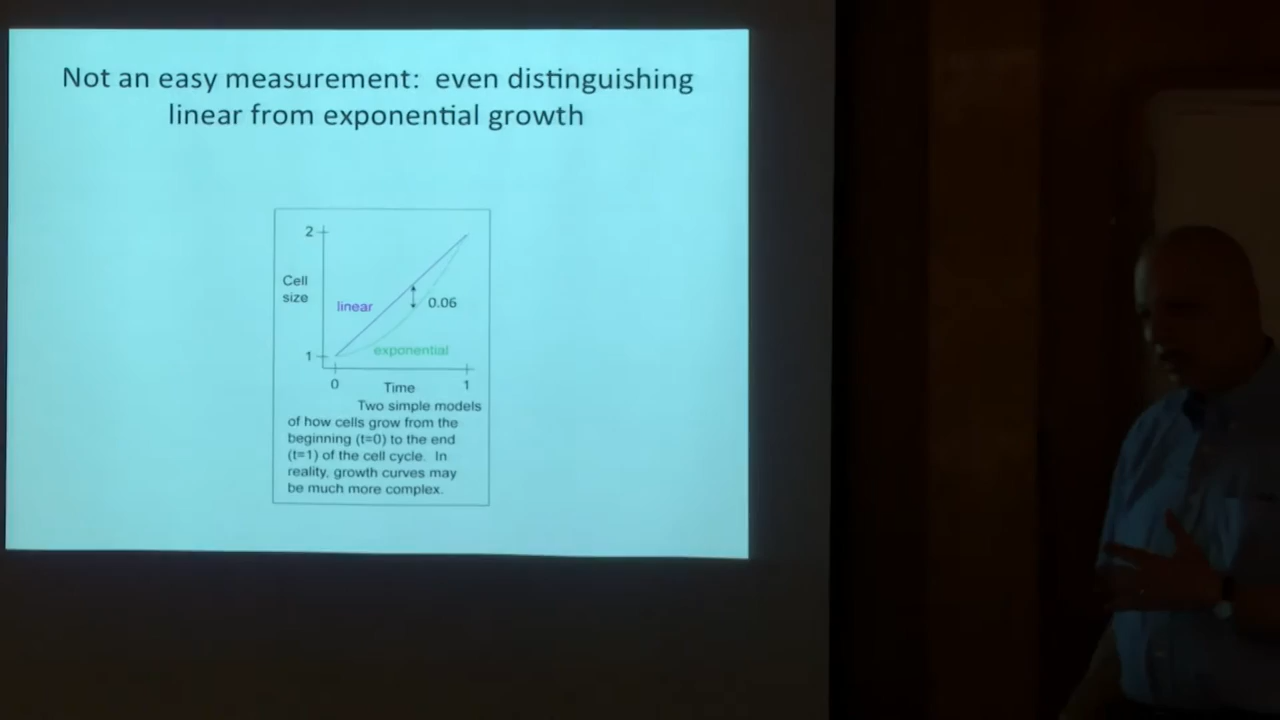 Not an easy measurement: even distinguishing
linear from exponential growth
2
Cell
size
linear
0.06
exponential
1
0
Time
1
Two simple models
of how cells grow from the
beginning (t=0) to the end
(t=1) of the cell cycle. In
reality, growth curves may
be much more complex.